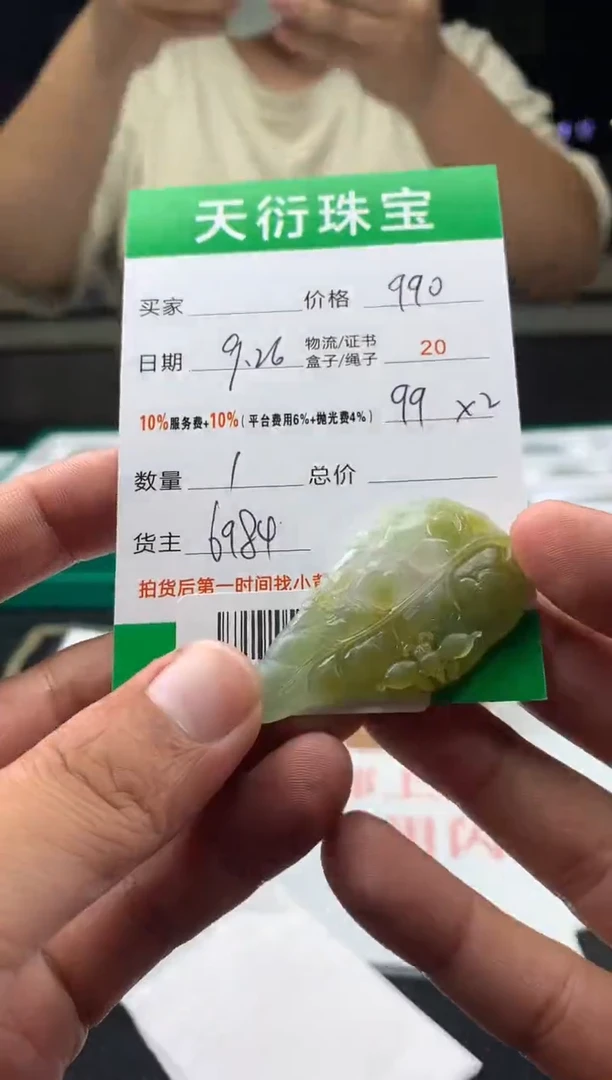 天衍珠宝
买家 价格 990
日期 9.26 物流/证书 盒子/绳子 20
10%服务费+10%(平台费用6%+抛光费4%) 99 x2
数量 1 总价
货主 6984
拍货后第一时间找小